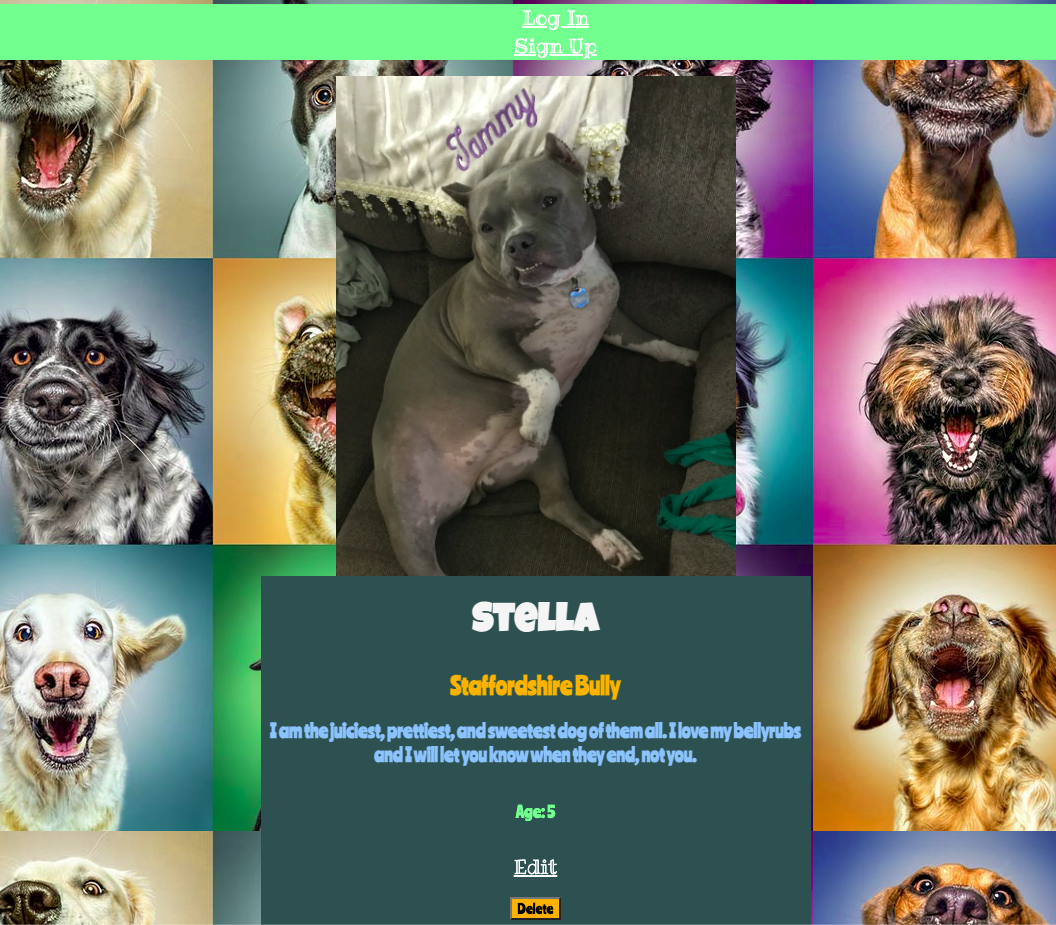 Log In
Sign Up
Tammy
Stella
Staffordshire Bully
I am the juiciest, prettiest, and sweetest dog of them all. I love my bellyrubs
and I will let you know when they end, not you.
Age: 5
Edit
Delete